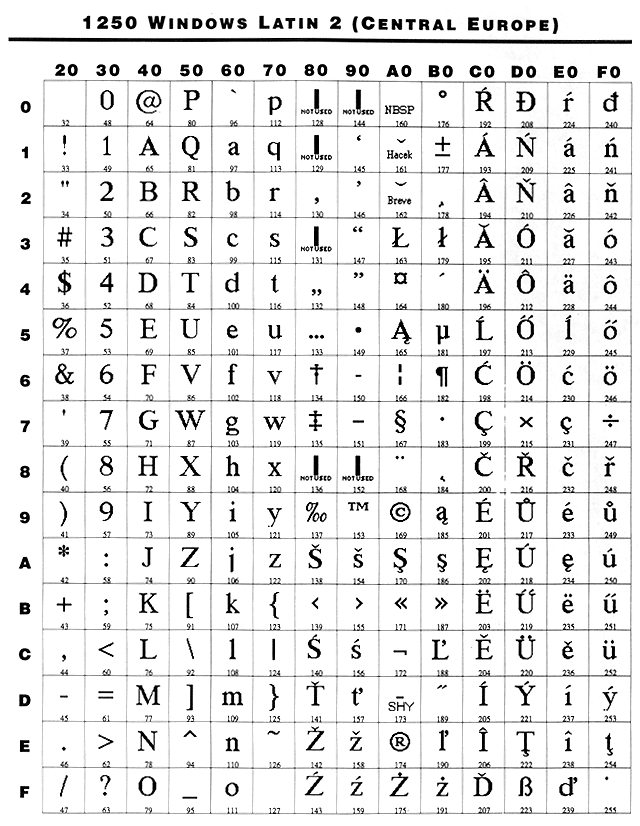 1250 WINDOWS LATIN 2 (CENTRAL EUROPE)
20 30 40 50 60 70 80 90 A0 B0 C0 D0 E0 F0
0 0 @ P ` p NOT USED NOT USED NBSP ° Ŕ Đ ŕ đ
32 48 64 80 96 112 128 144 160 176 192 208 224 240
1 ! 1 A Q a q NOT USED ‘ ˇ Hacek ± Á Ń á ń
33 49 65 81 97 113 129 145 161 177 193 209 225 241
2 " 2 B R b r ‚ ’ ˘ Breve ˛ Â Ň â ň
34 50 66 82 98 114 130 146 162 178 194 210 226 242
3 # 3 C S c s NOT USED “ Ł ł Ă Ó ă ó
35 51 67 83 99 115 131 147 163 179 195 211 227 243
4 $ 4 D T d t „ ” ¤ ´ Ä Ô ä ô
36 52 68 84 100 116 132 148 164 180 196 212 228 244
5 % 5 E U e u … • Ą µ Ĺ Ő ĺ ő
37 53 69 85 101 117 133 149 165 181 197 213 229 245
6 & 6 F V f v † - ¦ ¶ Ć Ö ć ö
38 54 70 86 102 118 134 150 166 182 198 214 230 246
7 ' 7 G W g w ‡ – § · Ç × ç ÷
39 55 71 87 103 119 135 151 167 183 199 215 231 247
8 ( 8 H X h x NOT USED NOT USED ¨ ¸ Č Ř č ř
40 56 72 88 104 120 136 152 168 184 200 216 232 248
9 ) 9 I Y i y ‰ ™ © ą É Ů é ů
41 57 73 89 105 121 137 153 169 185 201 217 233 249
A * : J Z j z Š š Ş ş Ę Ú ę ú
42 58 74 90 106 122 138 154 170 186 202 218 234 250
B + ; K [ k { ‹ › « » Ë Ű ë ű
43 59 75 91 107 123 139 155 171 187 203 219 235 251
C , < L \ l | Ś ś ¬ Ľ Ě Ü ě ü
44 60 76 92 108 124 140 156 172 188 204 220 236 252
D - = M ] m } Ť ť - SHY ˝ Í Ý í ý
45 61 77 93 109 125 141 157 173 189 205 221 237 253
E . > N ^ n ~ Ž ž ® ľ Î Ţ î ţ
46 62 78 94 110 126 142 158 174 190 206 222 238 254
F / ? O _ o Ź ź Ż ż Ď ß ď ˙
47 63 79 95 111 127 143 159 175 191 207 223 239 255